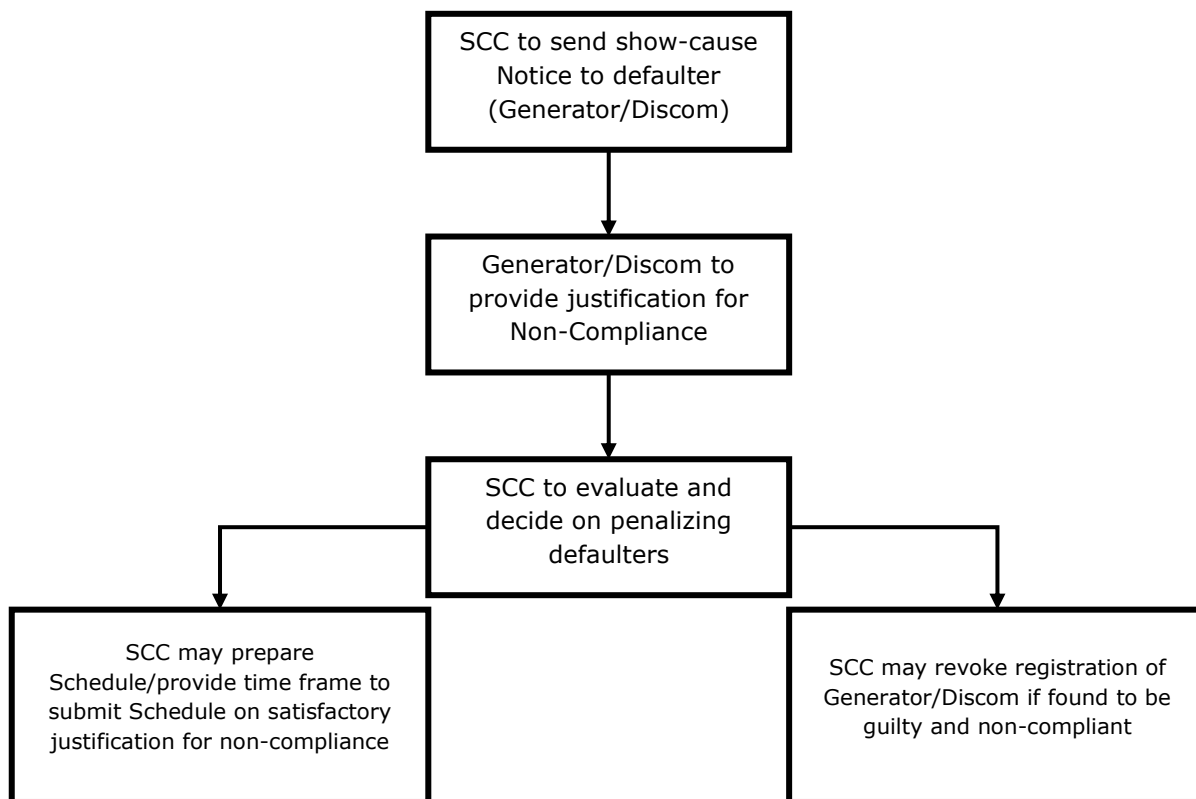 SCC to send show-cause
Notice to defaulter
(Generator/Discom)
Generator/Discom to
provide justification for
Non-Compliance
SCC to evaluate and
decide on penalizing
defaulters
SCC may prepare
Schedule/provide time frame to
submit Schedule on satisfactory
justification for non-compliance
SCC may revoke registration of
Generator/Discom if found to be
guilty and non-compliant